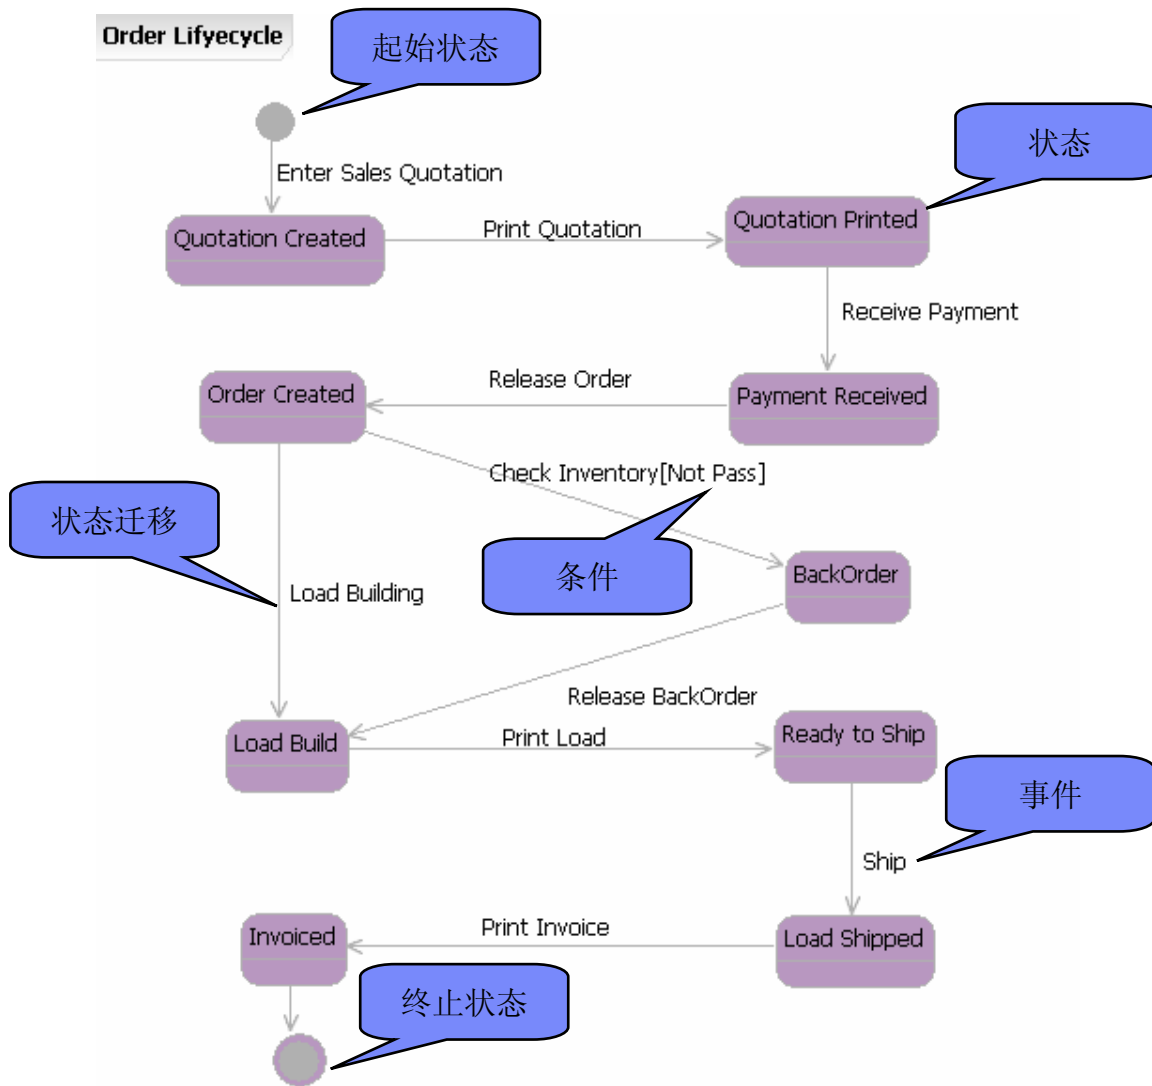 Order Lifyecycle
起始状态
状态
Enter Sales Quotation
Quotation Created
Print Quotation
Quotation Printed
Receive Payment
Order Created
Release Order
Payment Received
Check Inventory[Not Pass]
状态迁移
条件
Load Building
BackOrder
Release BackOrder
Load Build
Print Load
Ready to Ship
事件
Ship
Invoiced
Print Invoice
Load Shipped
终止状态